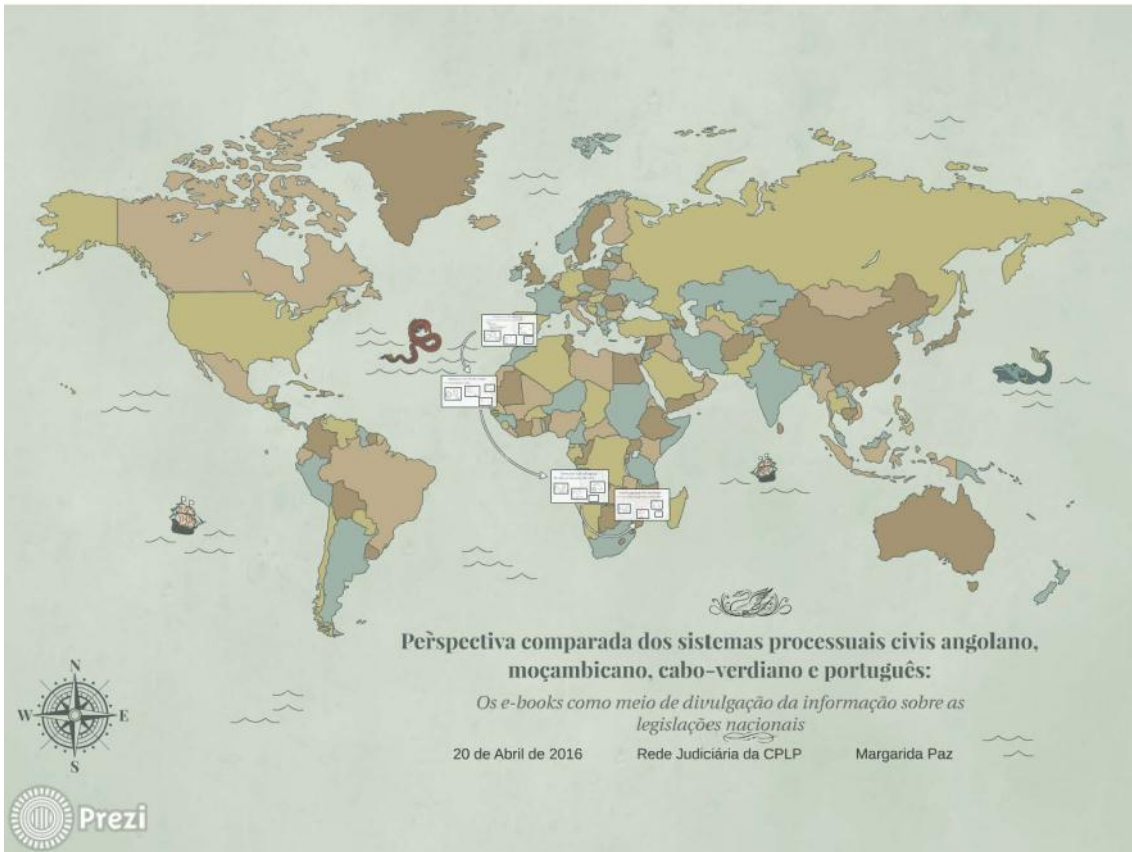 Perspectiva comparada dos sistemas processuais civis angolano,
moçambicano, cabo-verdiano e português:
Os e-books como meio de divulgação da informação sobre as
legislações nacionais
20 de Abril de 2016 Rede Judiciária da CPLP Margarida Paz
N
W E
S
Prezi